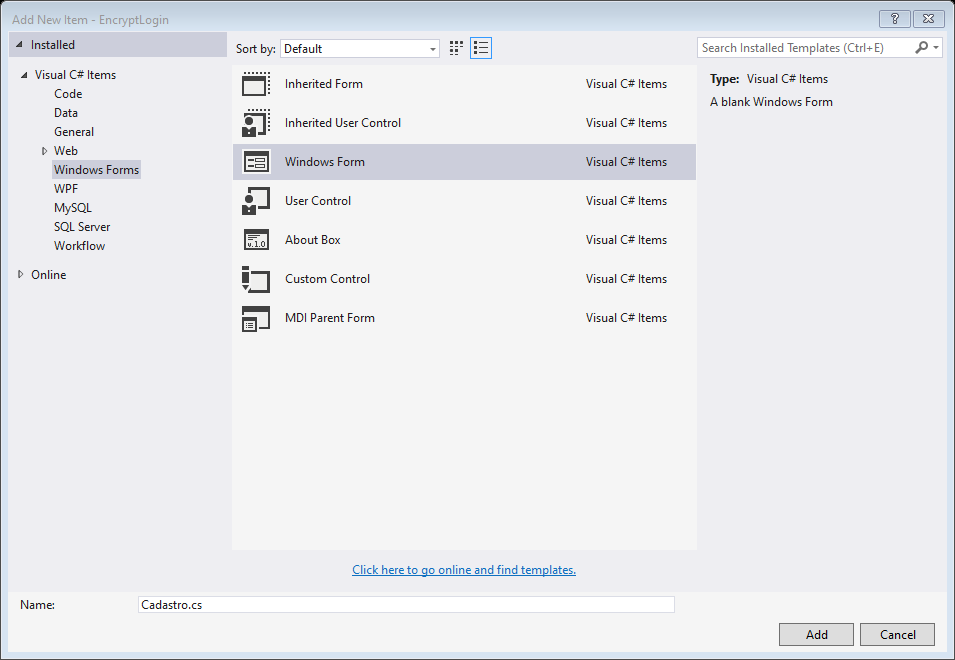 Add New Item - EncryptLogin
Installed
Sort by: Default
Search Installed Templates (Ctrl+E)
Visual C# Items
Code
Data
General
Web
Windows Forms
WPF
MySQL
SQL Server
Workflow
Online
Inherited Form Visual C# Items
Inherited User Control Visual C# Items
Windows Form Visual C# Items
User Control Visual C# Items
v.1.0 About Box Visual C# Items
Custom Control Visual C# Items
MDI Parent Form Visual C# Items
Type: Visual C# Items
A blank Windows Form
Click here to go online and find templates.
Name: Cadastro.cs
Add Cancel